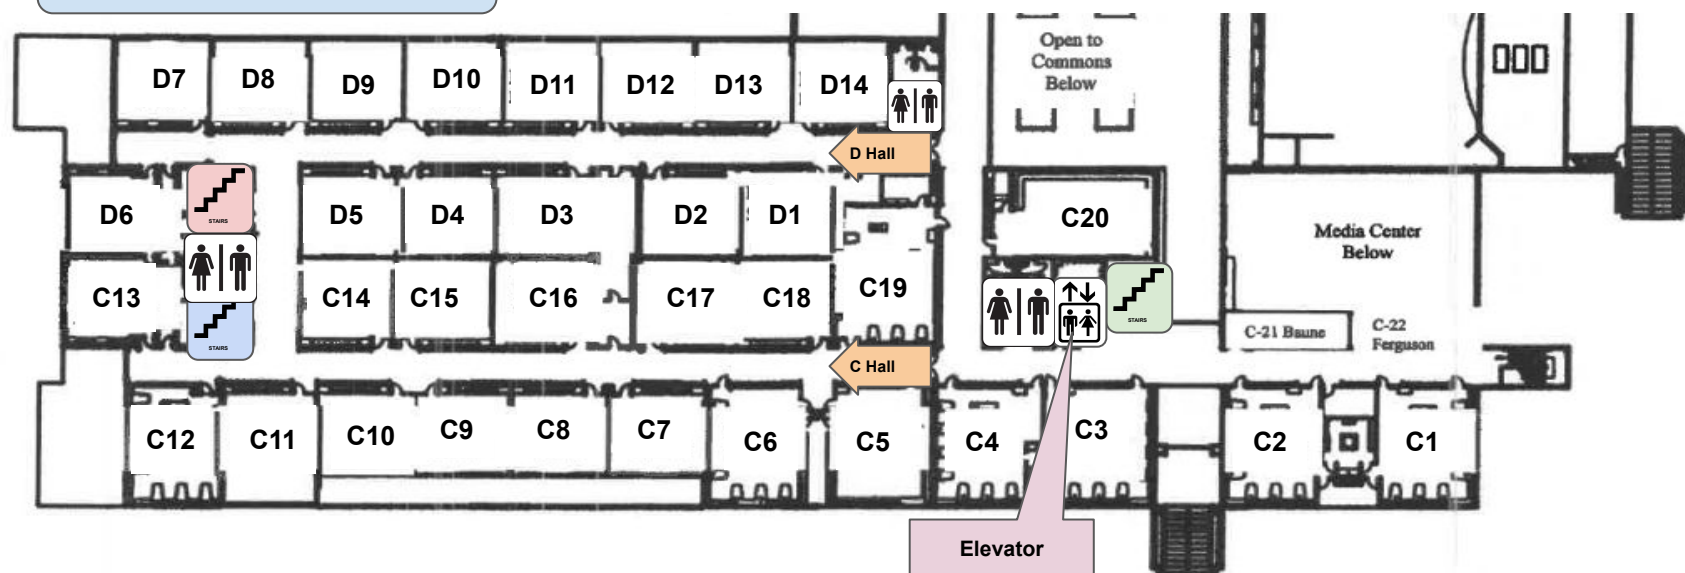 Open to
Commons
Below
D7
D8
D9
D10
D11
D12
D13
D14
D Hall
D6
STAIRS
D5
D4
D3
D2
D1
C20
Media Center
Below
C13
STAIRS
C14
C15
C16
C17
C18
C19
STAIRS
C-21 Baune
C-22
Ferguson
C Hall
C12
C11
C10
C9
C8
C7
C6
C5
C4
C3
C2
C1
Elevator